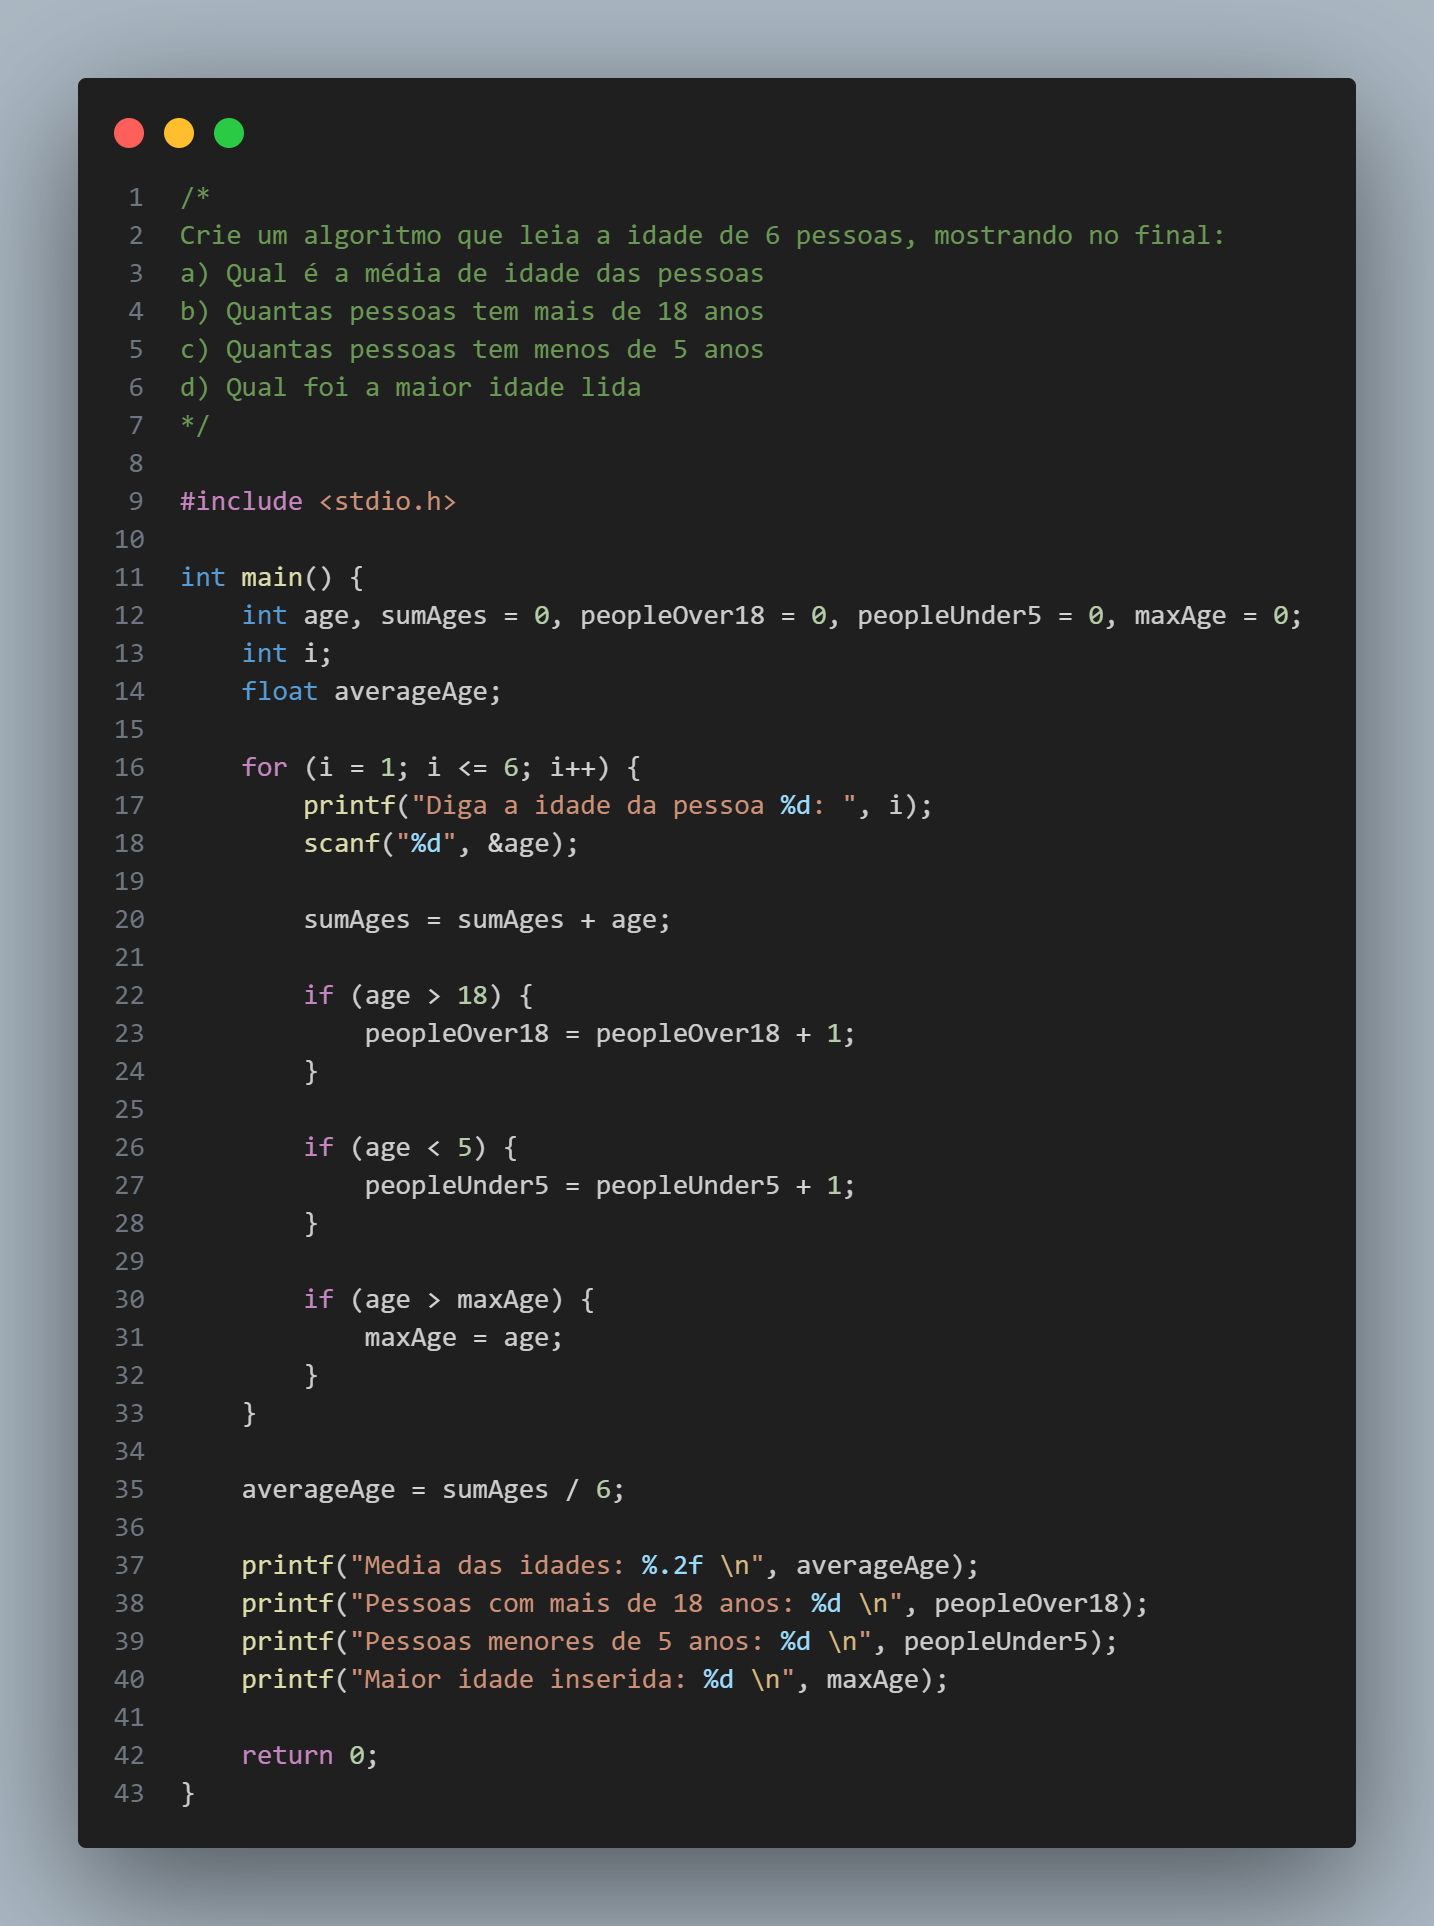 1 /*
2 Crie um algoritmo que leia a idade de 6 pessoas, mostrando no final:
3 a) Qual é a média de idade das pessoas
4 b) Quantas pessoas tem mais de 18 anos
5 c) Quantas pessoas tem menos de 5 anos
6 d) Qual foi a maior idade lida
7 */
8
9 #include <stdio.h>
10
11 int main() {
12     int age, sumAges = 0, peopleOver18 = 0, peopleUnder5 = 0, maxAge = 0;
13     int i;
14     float averageAge;
15
16     for (i = 1; i <= 6; i++) {
17         printf("Diga a idade da pessoa %d: ", i);
18         scanf("%d", &age);
19
20         sumAges = sumAges + age;
21
22         if (age > 18) {
23             peopleOver18 = peopleOver18 + 1;
24         }
25
26         if (age < 5) {
27             peopleUnder5 = peopleUnder5 + 1;
28         }
29
30         if (age > maxAge) {
31             maxAge = age;
32         }
33     }
34
35     averageAge = sumAges / 6;
36
37     printf("Media das idades: %.2f \n", averageAge);
38     printf("Pessoas com mais de 18 anos: %d \n", peopleOver18);
39     printf("Pessoas menores de 5 anos: %d \n", peopleUnder5);
40     printf("Maior idade inserida: %d \n", maxAge);
41
42     return 0;
43 }